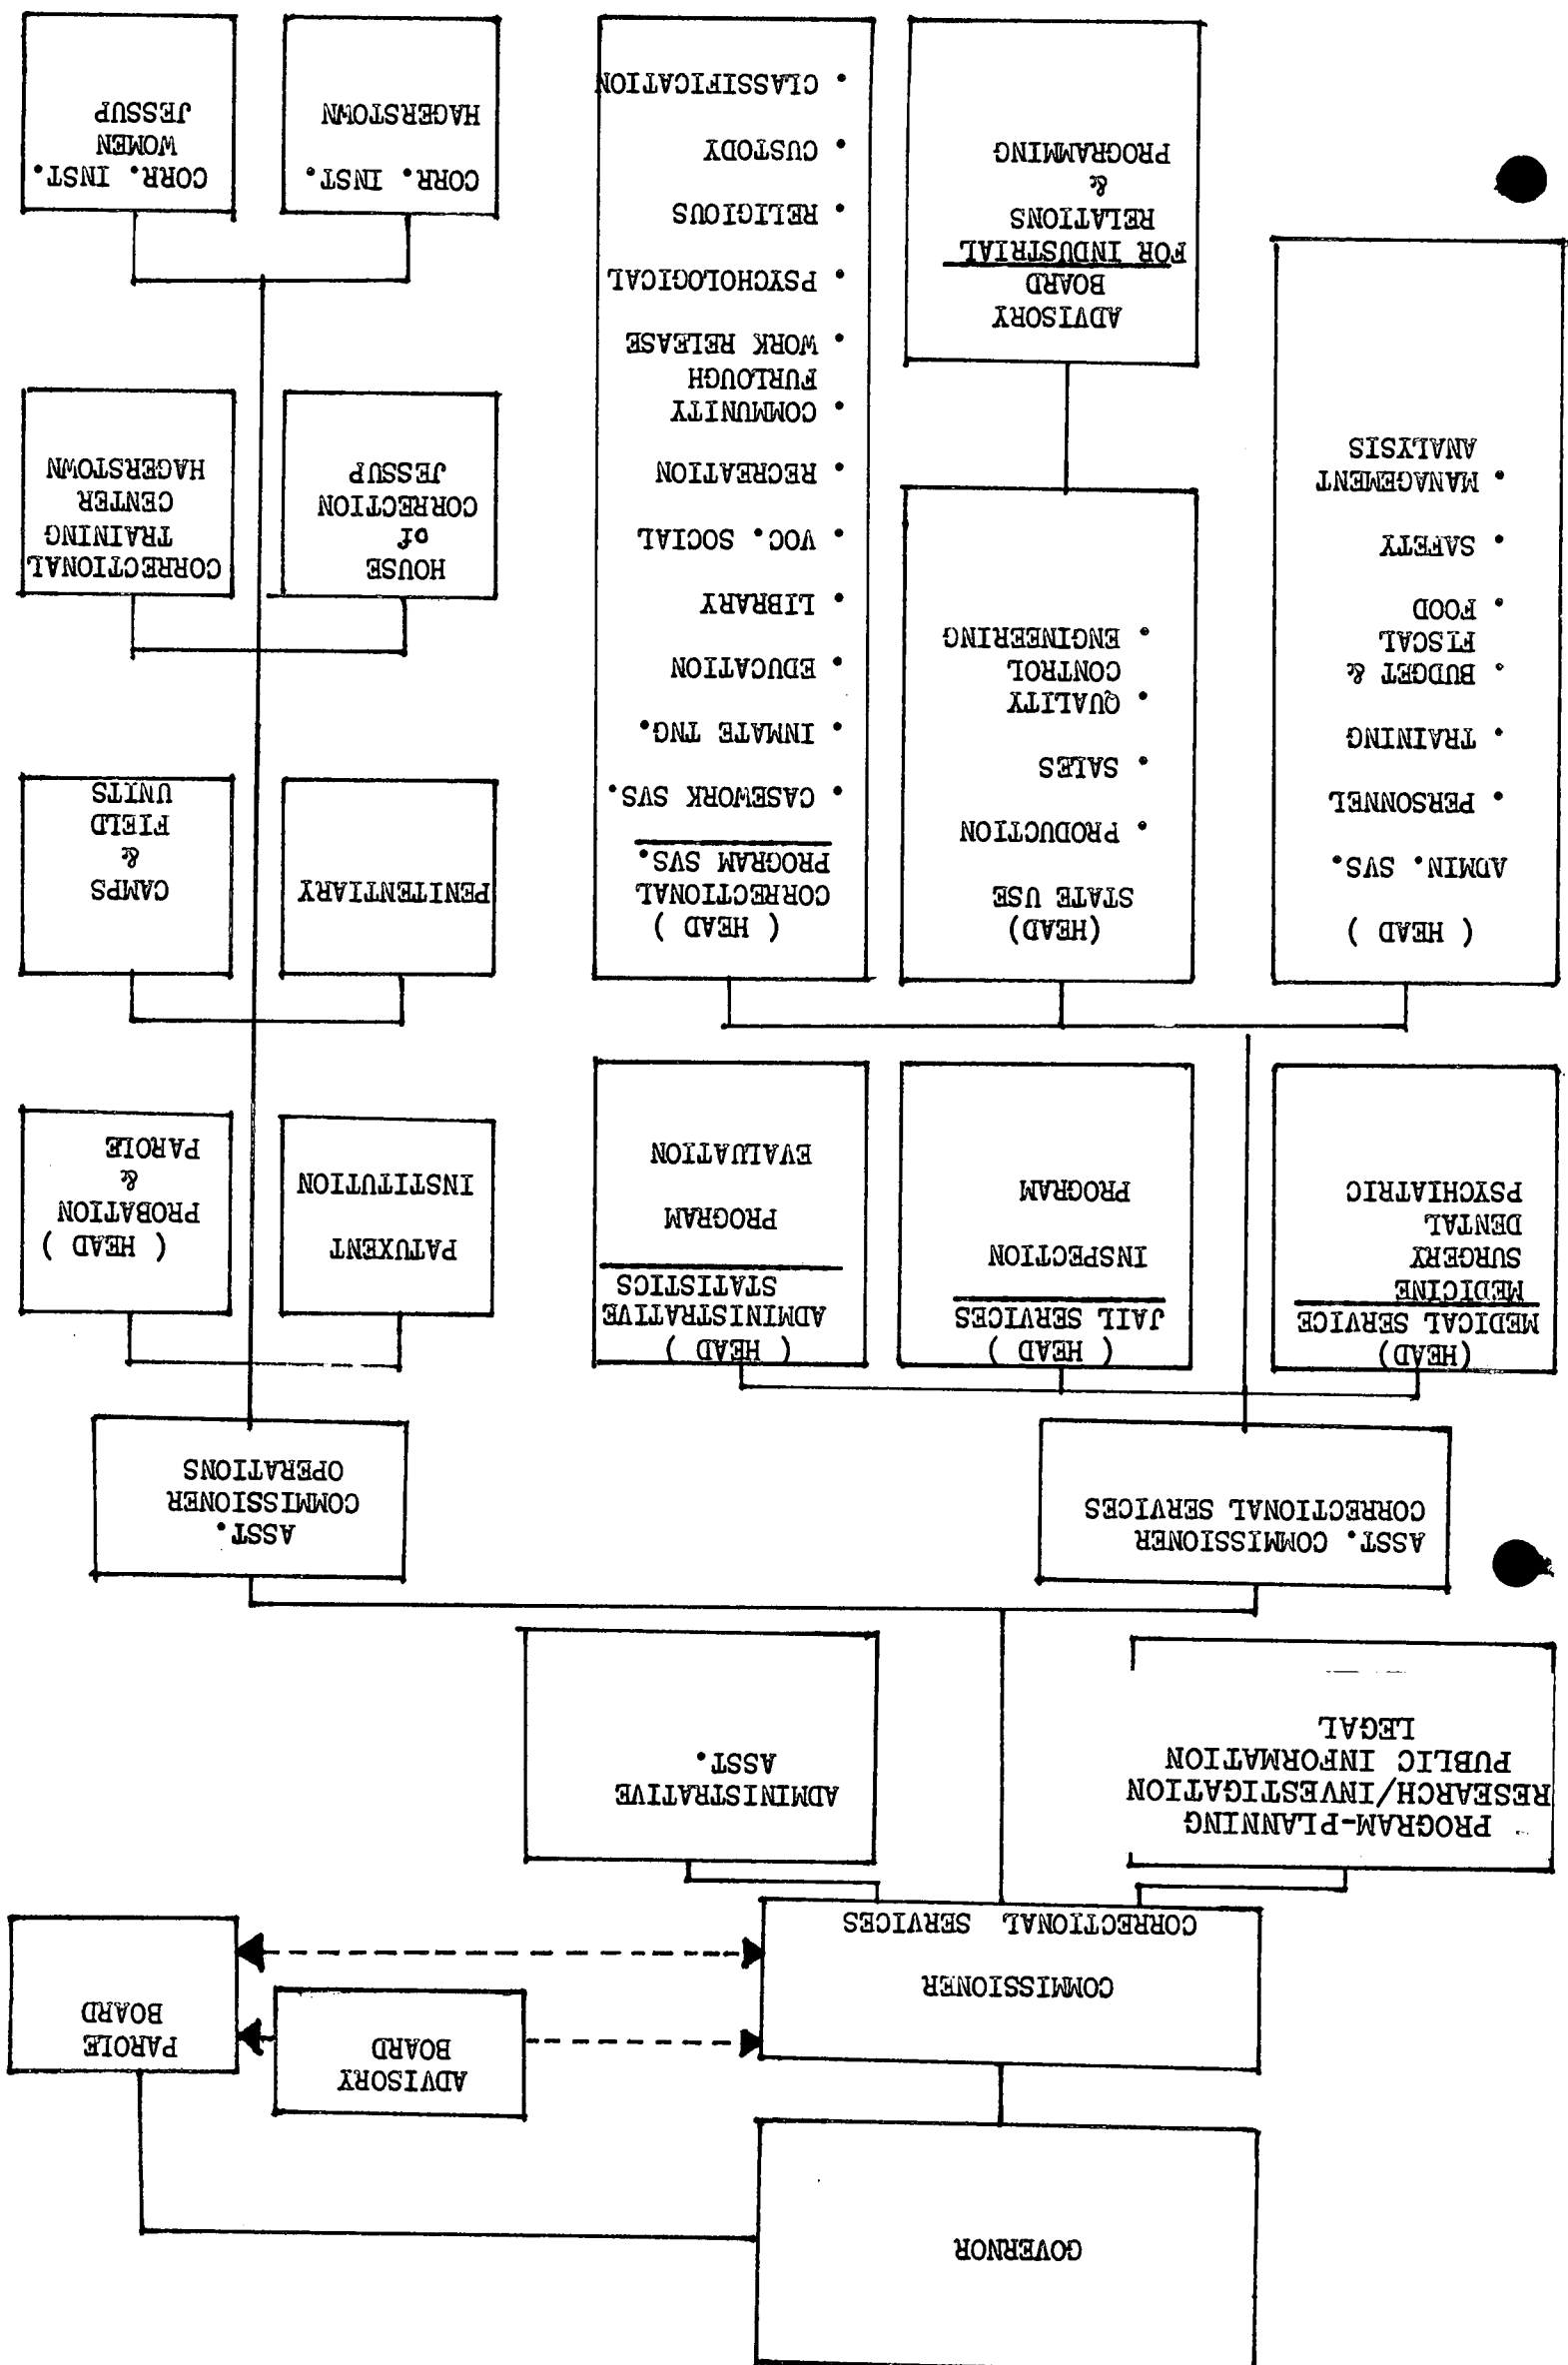 GOVERNOR
COMMISSIONER
CORRECTIONAL SERVICES
ADVISORY
BOARD
PAROLE
BOARD
PROGRAM-PLANNING
RESEARCH/INVESTIGATION
PUBLIC INFORMATION
LEGAL
ADMINISTRATIVE
ASST.
ASST. COMMISSIONER
CORRECTIONAL SERVICES
ASST.
COMMISSIONER
OPERATIONS
(HEAD)
MEDICAL SERVICE
MEDICINE
SURGERY
DENTAL
PSYCHIATRIC
( HEAD )
JAIL SERVICES
INSPECTION
PROGRAM
( HEAD )
ADMINISTRATIVE
STATISTICS
PROGRAM
EVALUATION
PATUXENT
INSTITUTION
( HEAD )
PROBATION
&
PAROLE
( HEAD )
ADMIN. SVS.
• PERSONNEL
• TRAINING
• BUDGET &
FISCAL
• FOOD
• SAFETY
• MANAGEMENT
ANALYSIS
(HEAD)
STATE USE
• PRODUCTION
• SALES
• QUALITY
CONTROL
• ENGINEERING
ADVISORY
BOARD
FOR INDUSTRIAL
RELATIONS
&
PROGRAMMING
( HEAD )
CORRECTIONAL
PROGRAM SVS.
• CASEWORK SVS.
• INMATE TNG.
• EDUCATION
• LIBRARY
• VOC. SOCIAL
• RECREATION
• COMMUNITY
FURLOUGH
• WORK RELEASE
• PSYCHOLOGICAL
• RELIGIOUS
• CUSTODY
• CLASSIFICATION
PENITENTIARY
CAMPS
&
FIELD
UNITS
HOUSE
of
CORRECTION
JESSUP
CORRECTIONAL
TRAINING
CENTER
HAGERSTOWN
CORR. INST.
HAGERSTOWN
CORR. INST.
WOMEN
JESSUP